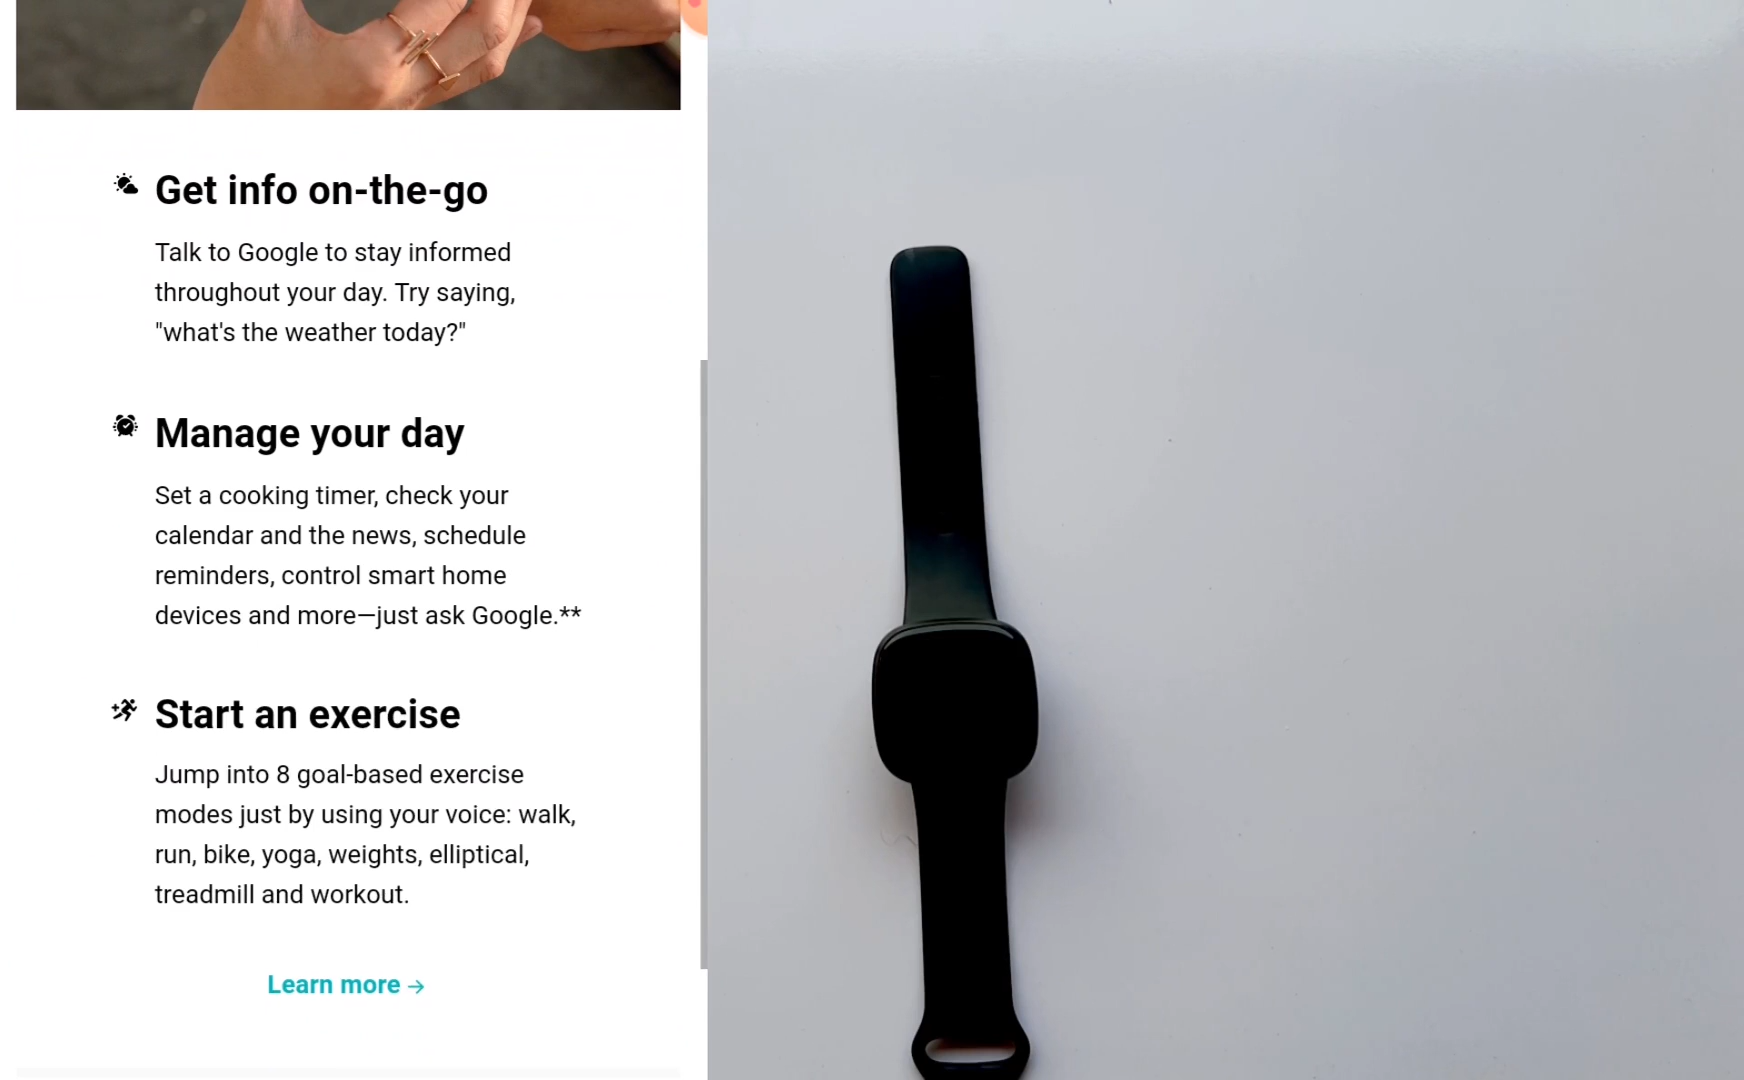 Get info on-the-go
Talk to Google to stay informed
throughout your day. Try saying,
"what's the weather today?"
Manage your day
Set a cooking timer, check your
calendar and the news, schedule
reminders, control smart home
devices and more—just ask Google.**
Start an exercise
Jump into 8 goal-based exercise
modes just by using your voice: walk,
run, bike, yoga, weights, elliptical,
treadmill and workout.
Learn more →